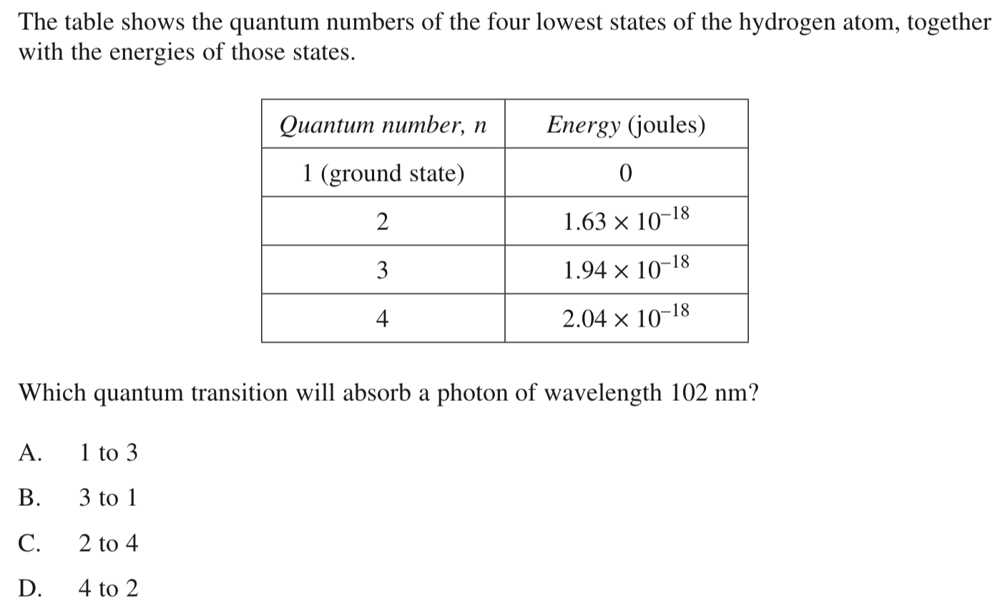 The table shows the quantum numbers of the four lowest states of the hydrogen atom, together
with the energies of those states.
Quantum number, n Energy (joules)
1 (ground state) 0
2 1.63 × 10⁻¹⁸
3 1.94 × 10⁻¹⁸
4 2.04 × 10⁻¹⁸
Which quantum transition will absorb a photon of wavelength 102 nm?
A. 1 to 3
B. 3 to 1
C. 2 to 4
D. 4 to 2